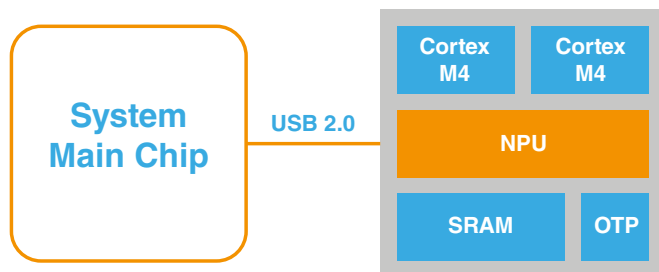 System
Main Chip
USB 2.0
Cortex
M4
Cortex
M4
NPU
SRAM
OTP